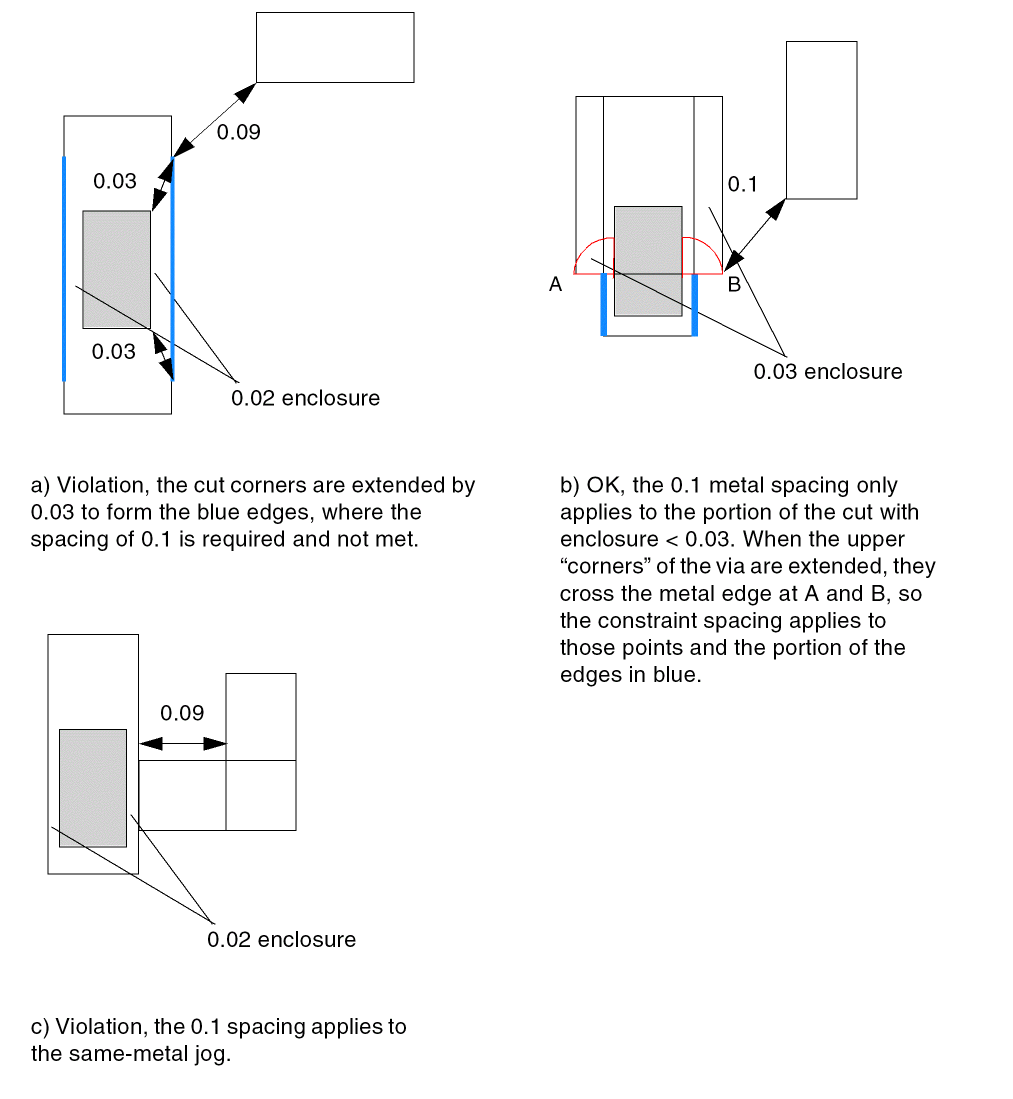 0.09
0.03
0.03
0.02 enclosure
a) Violation, the cut corners are extended by
0.03 to form the blue edges, where the
spacing of 0.1 is required and not met.
0.1
A
B
0.03 enclosure
b) OK, the 0.1 metal spacing only
applies to the portion of the cut with
enclosure < 0.03. When the upper
“corners” of the via are extended, they
cross the metal edge at A and B, so
the constraint spacing applies to
those points and the portion of the
edges in blue.
0.09
0.02 enclosure
c) Violation, the 0.1 spacing applies to
the same-metal jog.